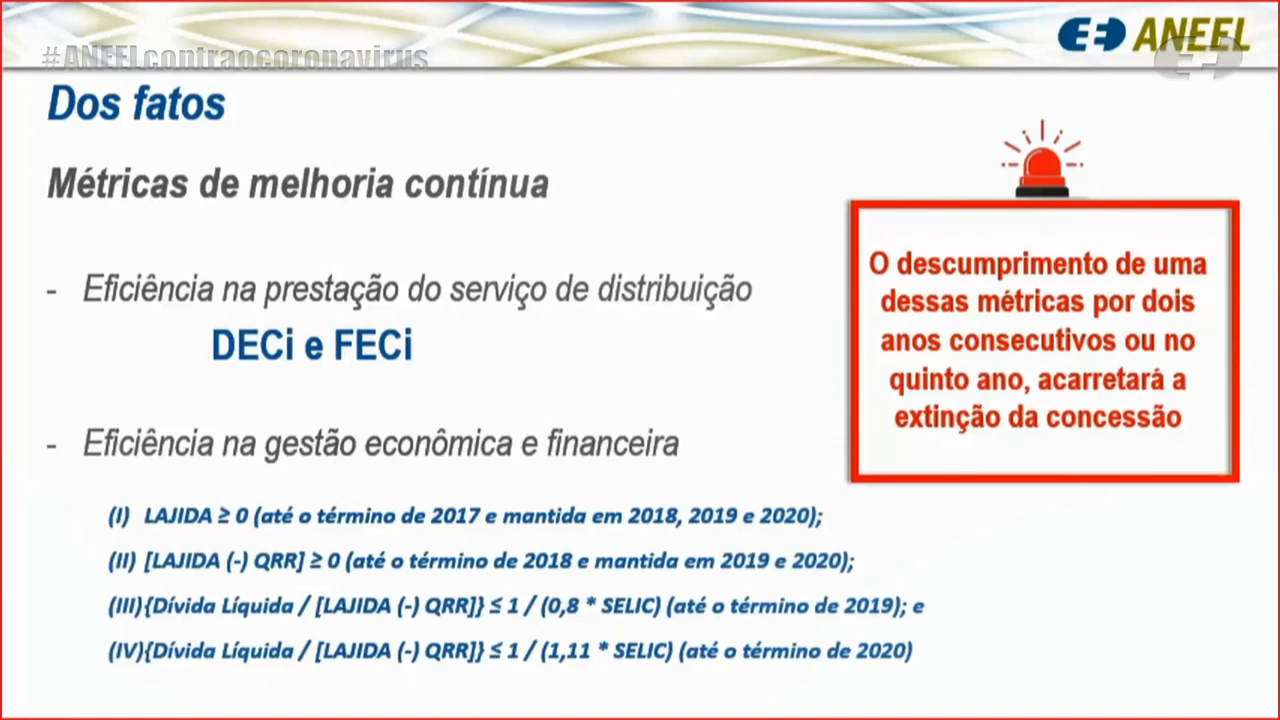 #ANEELcontraocoronavirus
ANEEL
Dos fatos
Métricas de melhoria contínua
- Eficiência na prestação do serviço de distribuição
DECi e FECi
- Eficiência na gestão econômica e financeira
(I) LAJIDA ≥ 0 (até o término de 2017 e mantida em 2018, 2019 e 2020);
(II) [LAJIDA (-) QRR] ≥ 0 (até o término de 2018 e mantida em 2019 e 2020);
(III){Dívida Líquida / [LAJIDA (-) QRR]} ≤ 1 / (0,8 * SELIC) (até o término de 2019); e
(IV){Dívida Líquida / [LAJIDA (-) QRR]} ≤ 1 / (1,11 * SELIC) (até o término de 2020)
O descumprimento de uma
dessas métricas por dois
anos consecutivos ou no
quinto ano, acarretará a
extinção da concessão